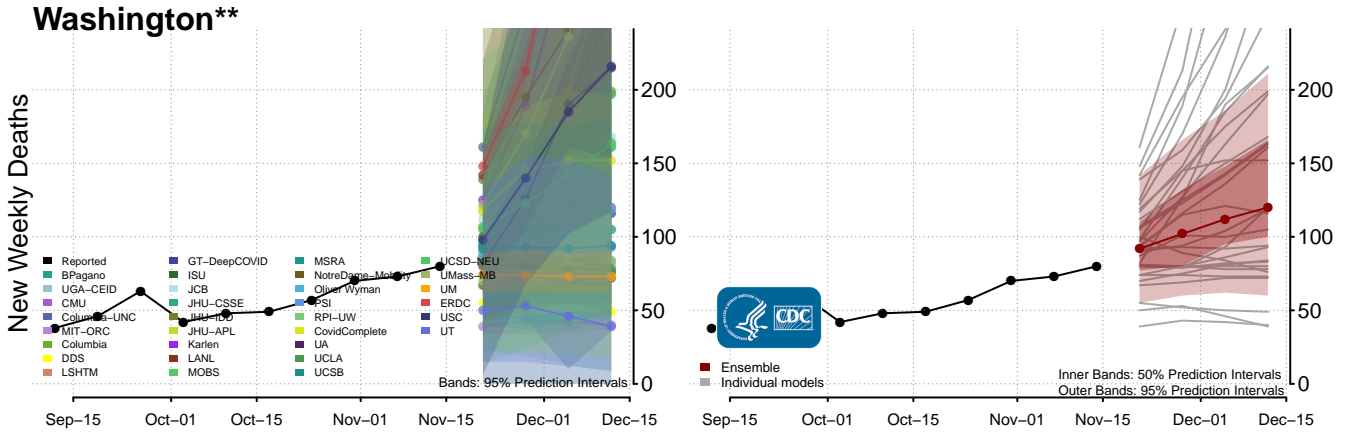 Washington**
New Weekly Deaths
200
150
100
50
0
Reported
BPagano
UGA−CEID
CMU
Columbia−UNC
MIT−ORC
Columbia
DDS
LSHTM
GT−DeepCOVID
ISU
JCB
JHU−CSSE
JHU−IDD
JHU−APL
Karlen
LANL
MOBS
MSRA
NotreDame−Mobility
Oliver Wyman
PSI
RPI−UW
CovidComplete
UA
UCLA
UCSB
UCSD−NEU
UMass−MB
UM
ERDC
USC
UT
Bands: 95% Prediction Intervals
Sep−15 Oct−01 Oct−15 Nov−01 Nov−15 Dec−01 Dec−15
200
150
100
50
0
CDC
Ensemble
Individual models
Inner Bands: 50% Prediction Intervals
Outer Bands: 95% Prediction Intervals
Sep−15 Oct−01 Oct−15 Nov−01 Nov−15 Dec−01 Dec−15